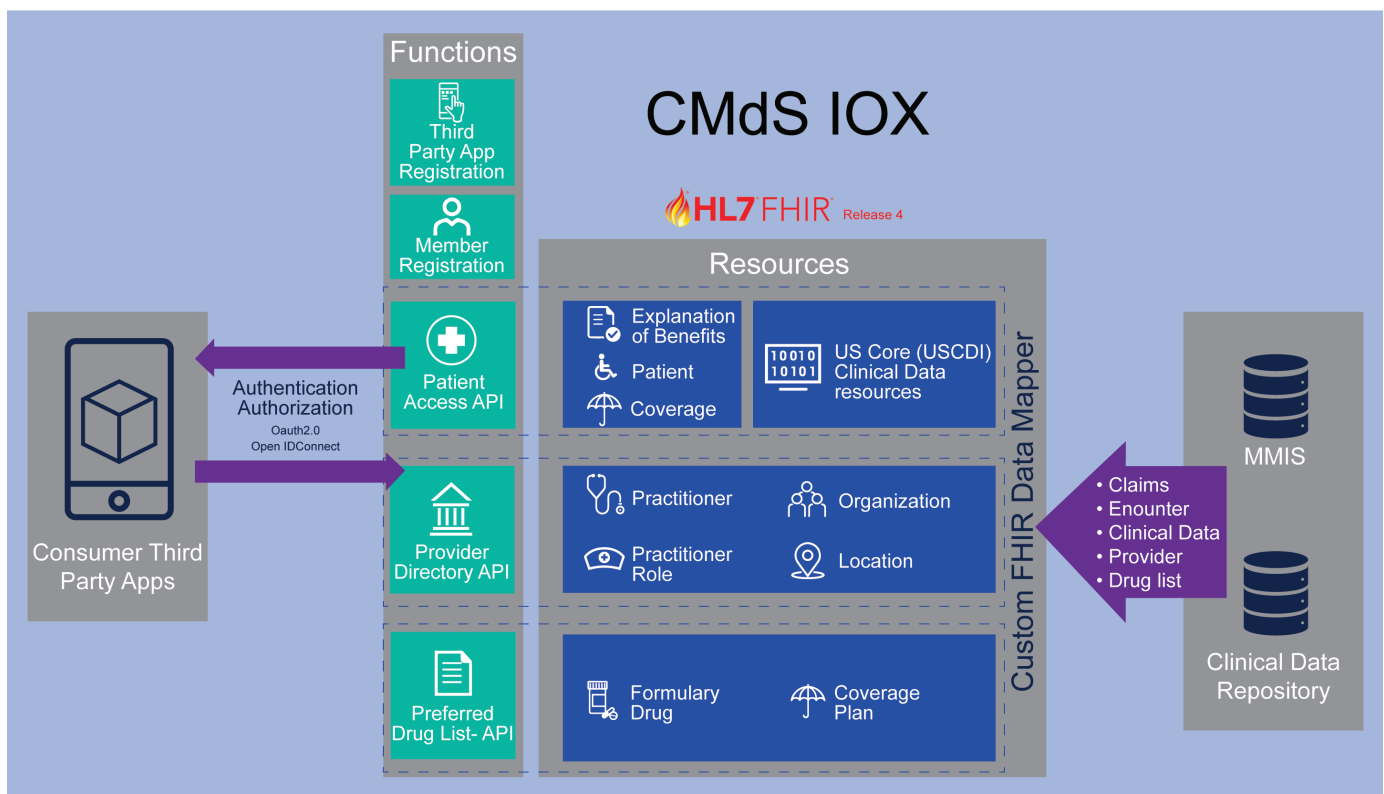 Functions
Third
Party App
Registration
Member
Registration
Patient
Access API
Provider
Directory API
Preferred
Drug List- API
CMdS IOX
HL7 FHIR Release 4
Resources
Explanation
of Benefits
Patient
Coverage
10010
10101
US Core (USCDI)
Clinical Data
resources
Practitioner
Organization
Practitioner
Role
Location
Formulary
Drug
Coverage
Plan
Custom FHIR Data Mapper
Consumer Third
Party Apps
Authentication
Authorization
Oauth2.0
Open IDConnect
• Claims
• Enounter
• Clinical Data
• Provider
• Drug list
MMIS
Clinical Data
Repository